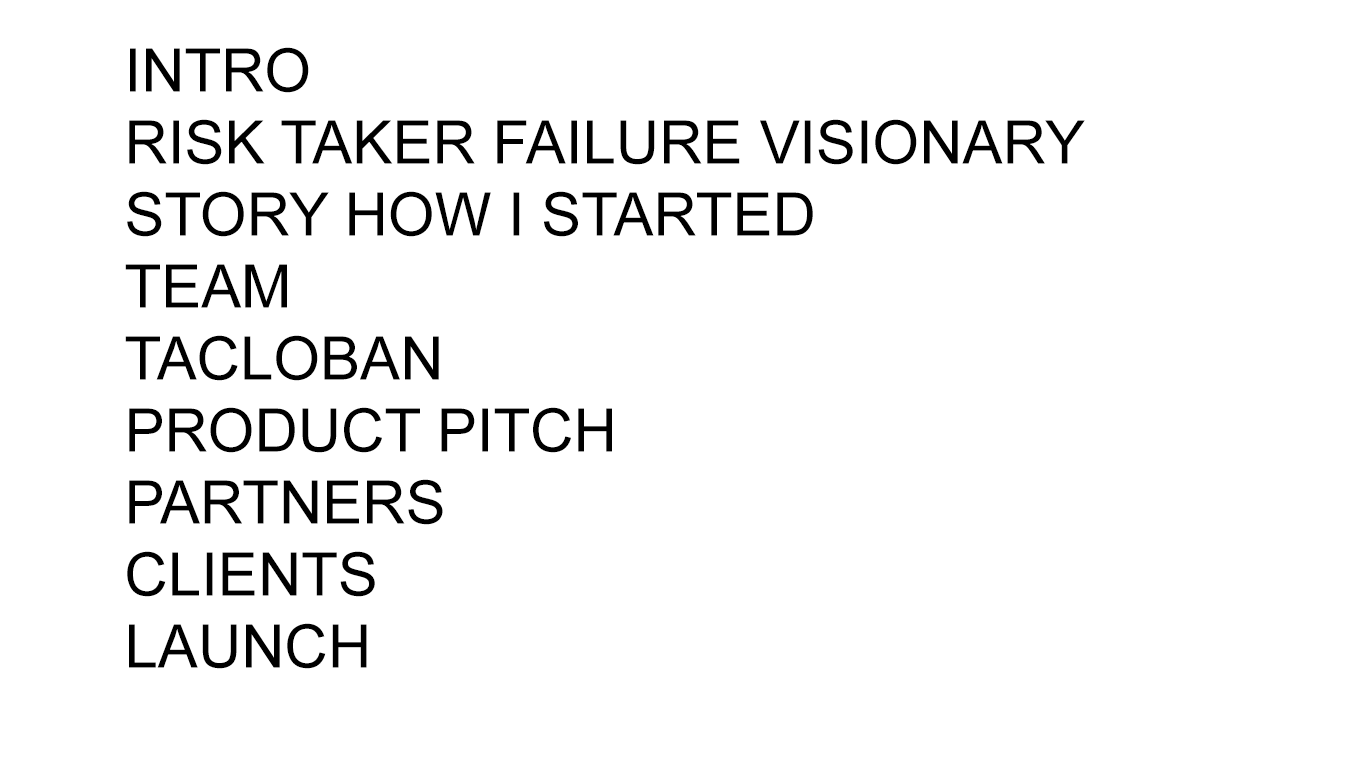 INTRO
RISK TAKER FAILURE VISIONARY
STORY HOW I STARTED
TEAM
TACLOBAN
PRODUCT PITCH
PARTNERS
CLIENTS
LAUNCH